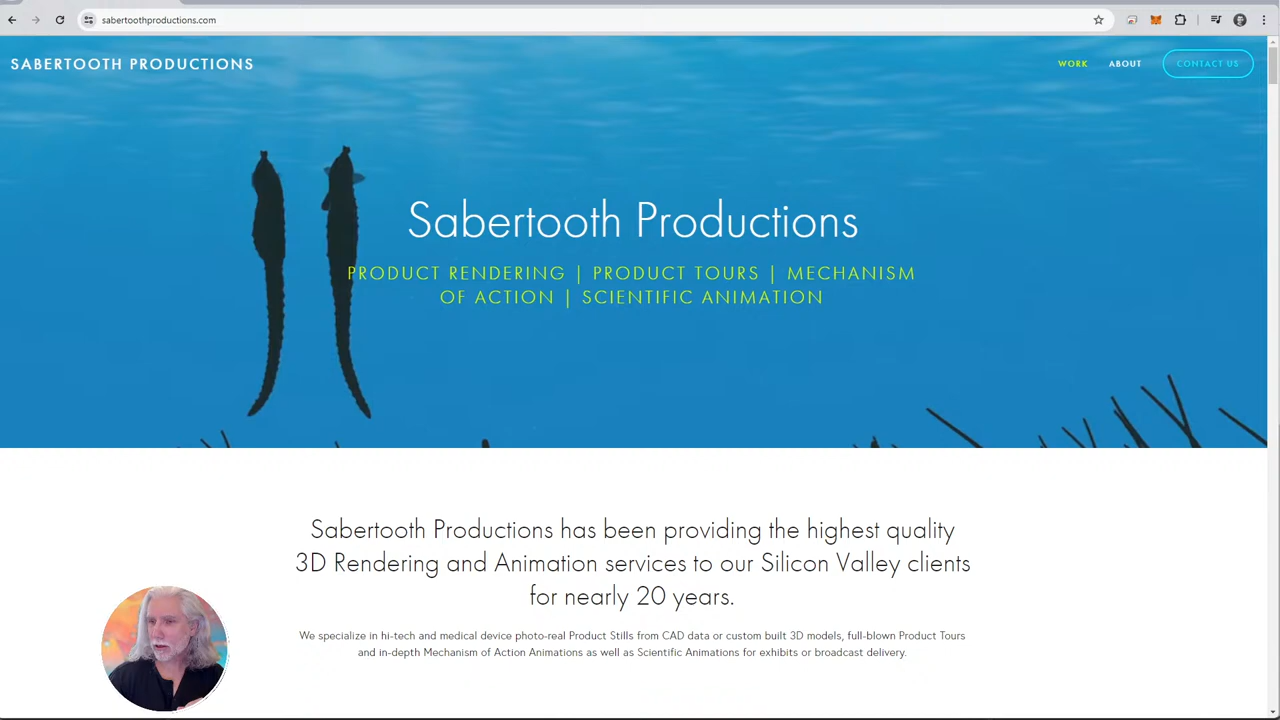 sabertoothproductions.com
SABERTOOTH PRODUCTIONS
WORK
ABOUT
CONTACT US
Sabertooth Productions
PRODUCT RENDERING | PRODUCT TOURS | MECHANISM
OF ACTION | SCIENTIFIC ANIMATION
Sabertooth Productions has been providing the highest quality
3D Rendering and Animation services to our Silicon Valley clients
for nearly 20 years.
We specialize in hi-tech and medical device photo-real Product Stills from CAD data or custom built 3D models, full-blown Product Tours
and in-depth Mechanism of Action Animations as well as Scientific Animations for exhibits or broadcast delivery.